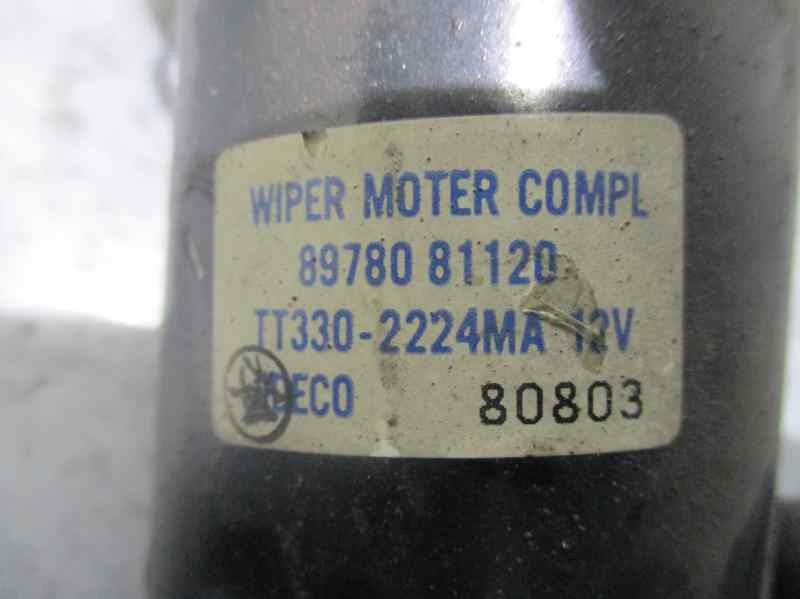 WIPER MOTER COMPL
89780 81120
TT330-2224MA 12V
80803